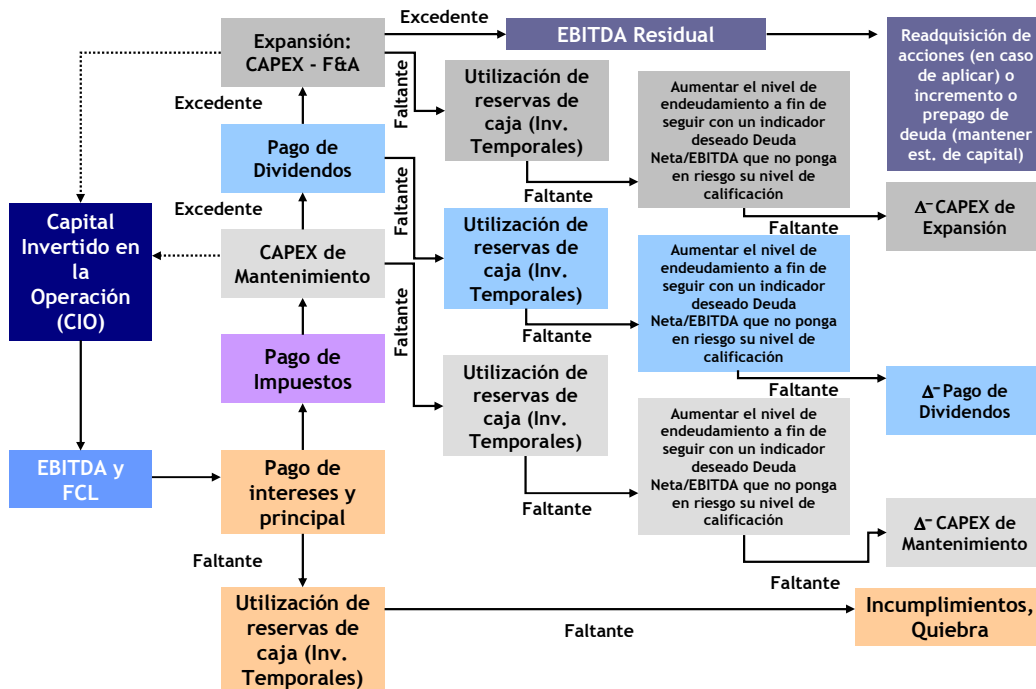 Excedente
Expansión:
CAPEX - F&A
EBITDA Residual
Readquisición de
acciones (en caso
de aplicar) o
incremento o
prepago de
deuda (mantener
est. de capital)
Excedente
Faltante
Utilización de
reservas de
caja (Inv.
Temporales)
Aumentar el nivel de
endeudamiento a fin de
seguir con un indicador
deseado Deuda
Neta/EBITDA que no ponga
en riesgo su nivel de
calificación
Faltante
Faltante
Δ⁻ CAPEX de
Expansión
Pago de
Dividendos
Excedente
Faltante
Utilización de
reservas de
caja (Inv.
Temporales)
Aumentar el nivel de
endeudamiento a fin de
seguir con un indicador
deseado Deuda
Neta/EBITDA que no ponga
en riesgo su nivel de
calificación
Faltante
Faltante
Δ⁻ Pago de
Dividendos
Capital
Invertido en
la
Operación
(CIO)
CAPEX de
Mantenimiento
Faltante
Utilización de
reservas de
caja (Inv.
Temporales)
Aumentar el nivel de
endeudamiento a fin de
seguir con un indicador
deseado Deuda
Neta/EBITDA que no ponga
en riesgo su nivel de
calificación
Faltante
Faltante
Δ⁻ CAPEX de
Mantenimiento
Pago de
Impuestos
EBITDA y
FCL
Pago de
intereses y
principal
Faltante
Utilización de
reservas de
caja (Inv.
Temporales)
Faltante
Incumplimientos,
Quiebra